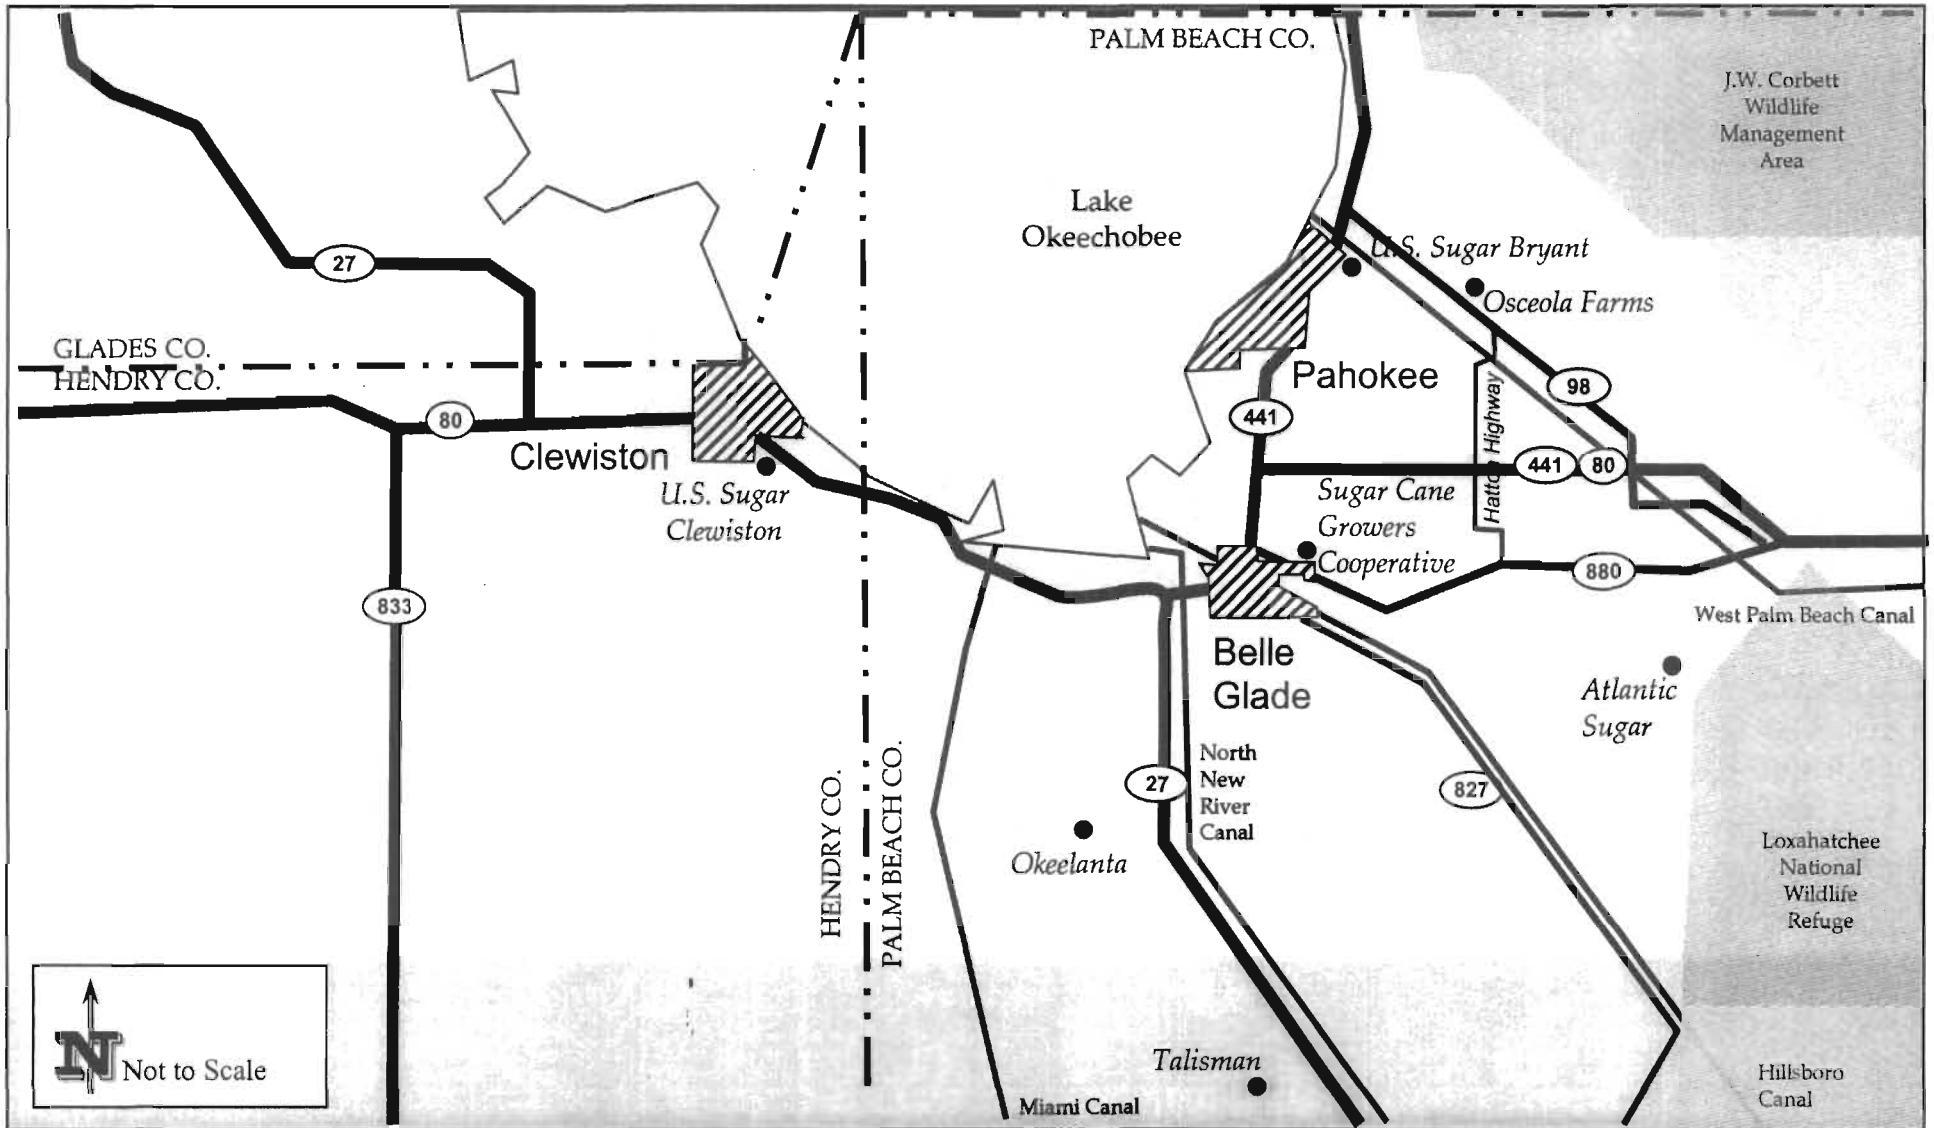 PALM BEACH CO.
J.W. Corbett
Wildlife
Management
Area
Lake
Okeechobee
U.S. Sugar Bryant
27
Osceola Farms
GLADES CO.
HENDRY CO.
Pahokee
98
80
441
Hatton Highway
Clewiston
441
80
U.S. Sugar
Clewiston
Sugar Cane
Growers
Cooperative
880
833
West Palm Beach Canal
Belle
Glade
Atlantic
Sugar
HENDRY CO.
PALM BEACH CO.
27
North
New
River
Canal
827
Okeelanta
Loxahatchee
National
Wildlife
Refuge
N
Not to Scale
Talisman
Miami Canal
Hillsboro
Canal